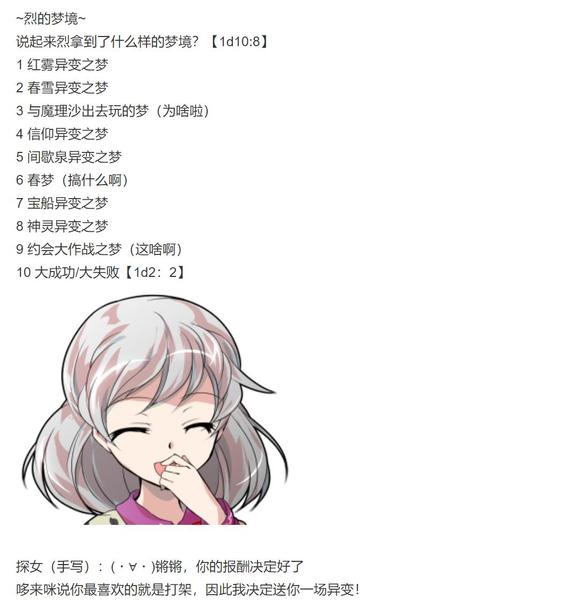 ~烈的梦境~
说起来烈拿到了什么样的梦境？【1d10:8】
1 红雾异变之梦
2 春雪异变之梦
3 与魔理沙出去玩的梦（为啥啦）
4 信仰异变之梦
5 间歇泉异变之梦
6 春梦（搞什么啊）
7 宝船异变之梦
8 神灵异变之梦
9 约会大作战之梦（这啥啊）
10 大成功/大失败【1d2：2】
探女（手写）：(・∀・)锵锵，你的报酬决定好了
哆来咪说你最喜欢的就是打架，因此我决定送你一场异变！